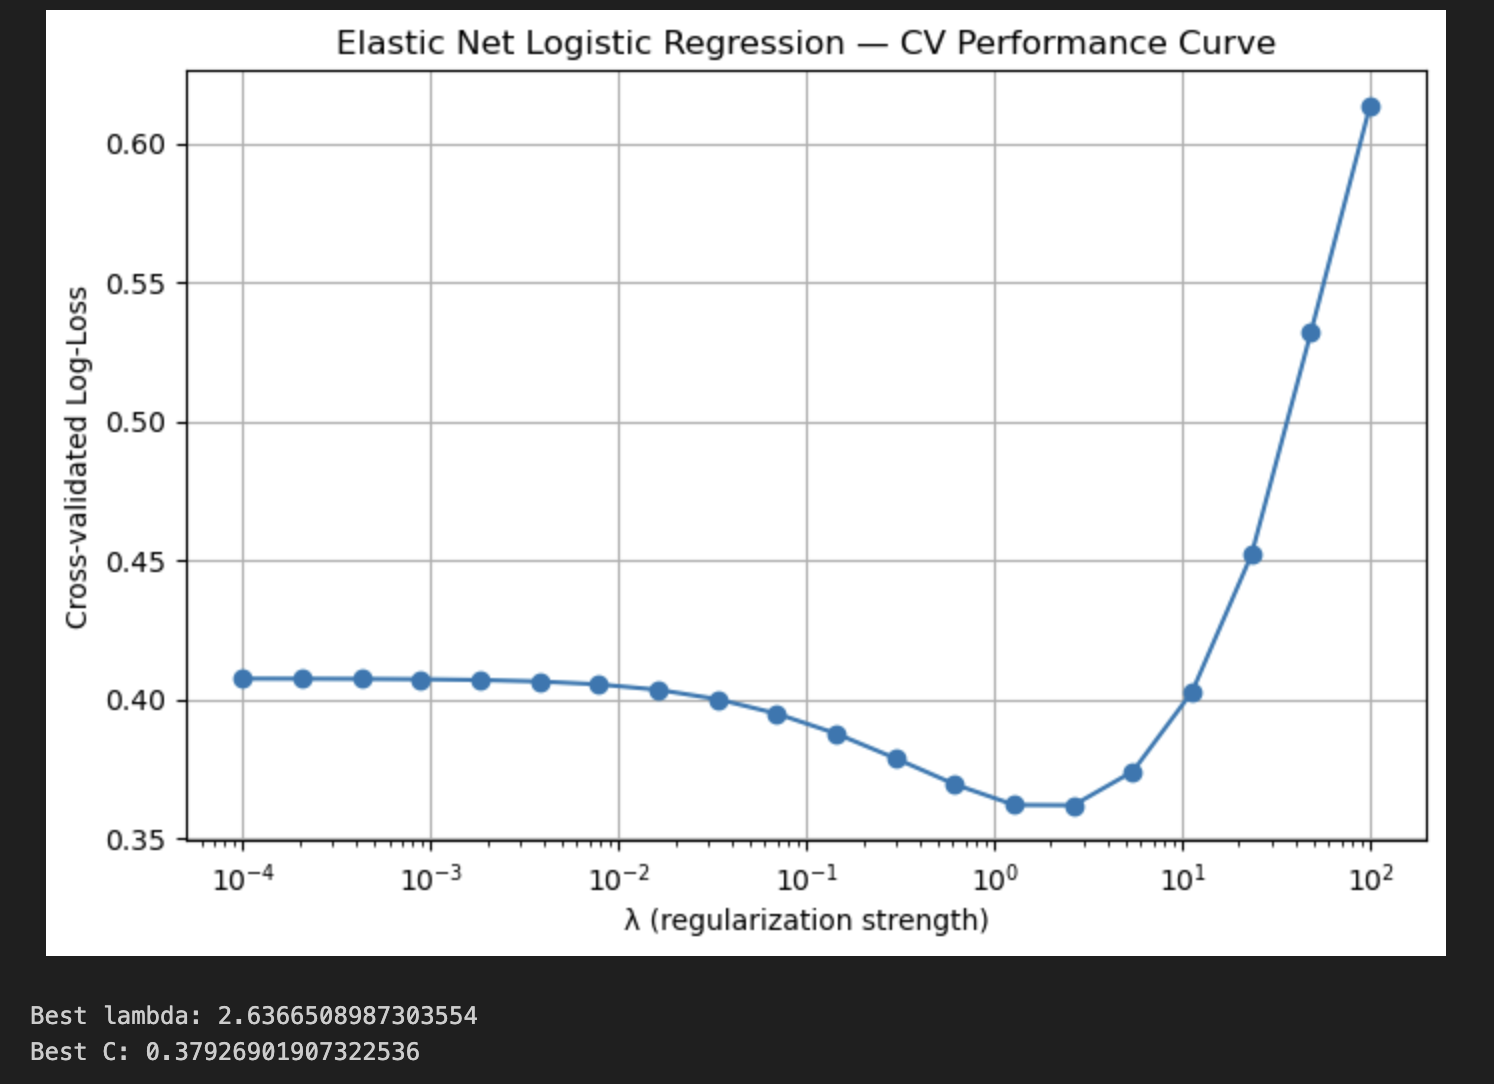 Elastic Net Logistic Regression — CV Performance Curve
Cross-validated Log-Loss
0.60
0.55
0.50
0.45
0.40
0.35
10⁻⁴ 10⁻³ 10⁻² 10⁻¹ 10⁰ 10¹ 10²
λ (regularization strength)
Best lambda: 2.6366508987303554
Best C: 0.37926901907322536